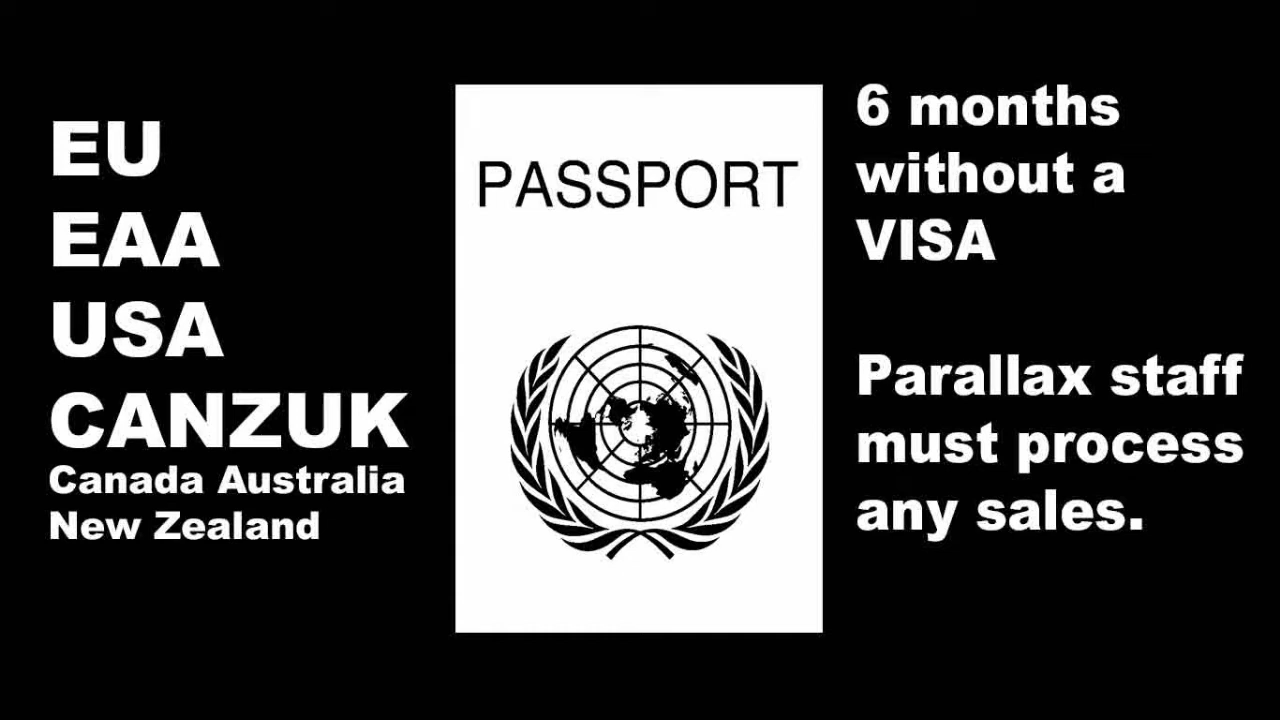 EU
EAA
USA
CANZUK
Canada Australia
New Zealand
PASSPORT
6 months
without a
VISA
Parallax staff
must process
any sales.